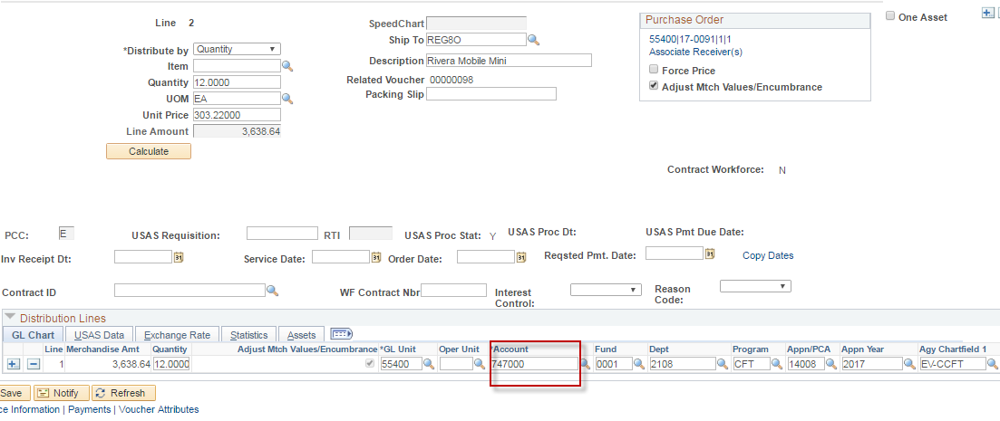 Line 2
SpeedChart
Purchase Order
One Asset
*Distribute by Quantity
Ship To REG8O
55400|17-0091|1|1
Item
Associate Receiver(s)
Quantity 12.0000
Description Rivera Mobile Mini
Force Price
UOM EA
Related Voucher 00000098
Adjust Mtch Values/Encumbrance
Unit Price 303.22000
Packing Slip
Line Amount 3,638.64
Calculate
Contract Workforce: N
PCC: E USAS Requisition: RTI USAS Proc Stat: Y USAS Proc Dt: USAS Pmt Due Date:
Inv Receipt Dt: Service Date: Order Date: Reqsted Pmt. Date: Copy Dates
Contract ID WF Contract Nbr Interest Control: Reason Code:
Distribution Lines
GL Chart USAS Data Exchange Rate Statistics Assets
Line Merchandise Amt Quantity Adjust Mtch Values/Encumbrance *GL Unit Oper Unit *Account Fund Dept Program Appn/PCA Appn Year Agy Chartfield 1
1 3,638.64 12.0000 55400 747000 0001 2108 CFT 14008 2017 EV-CCFT
Save Notify Refresh
ce Information | Payments | Voucher Attributes